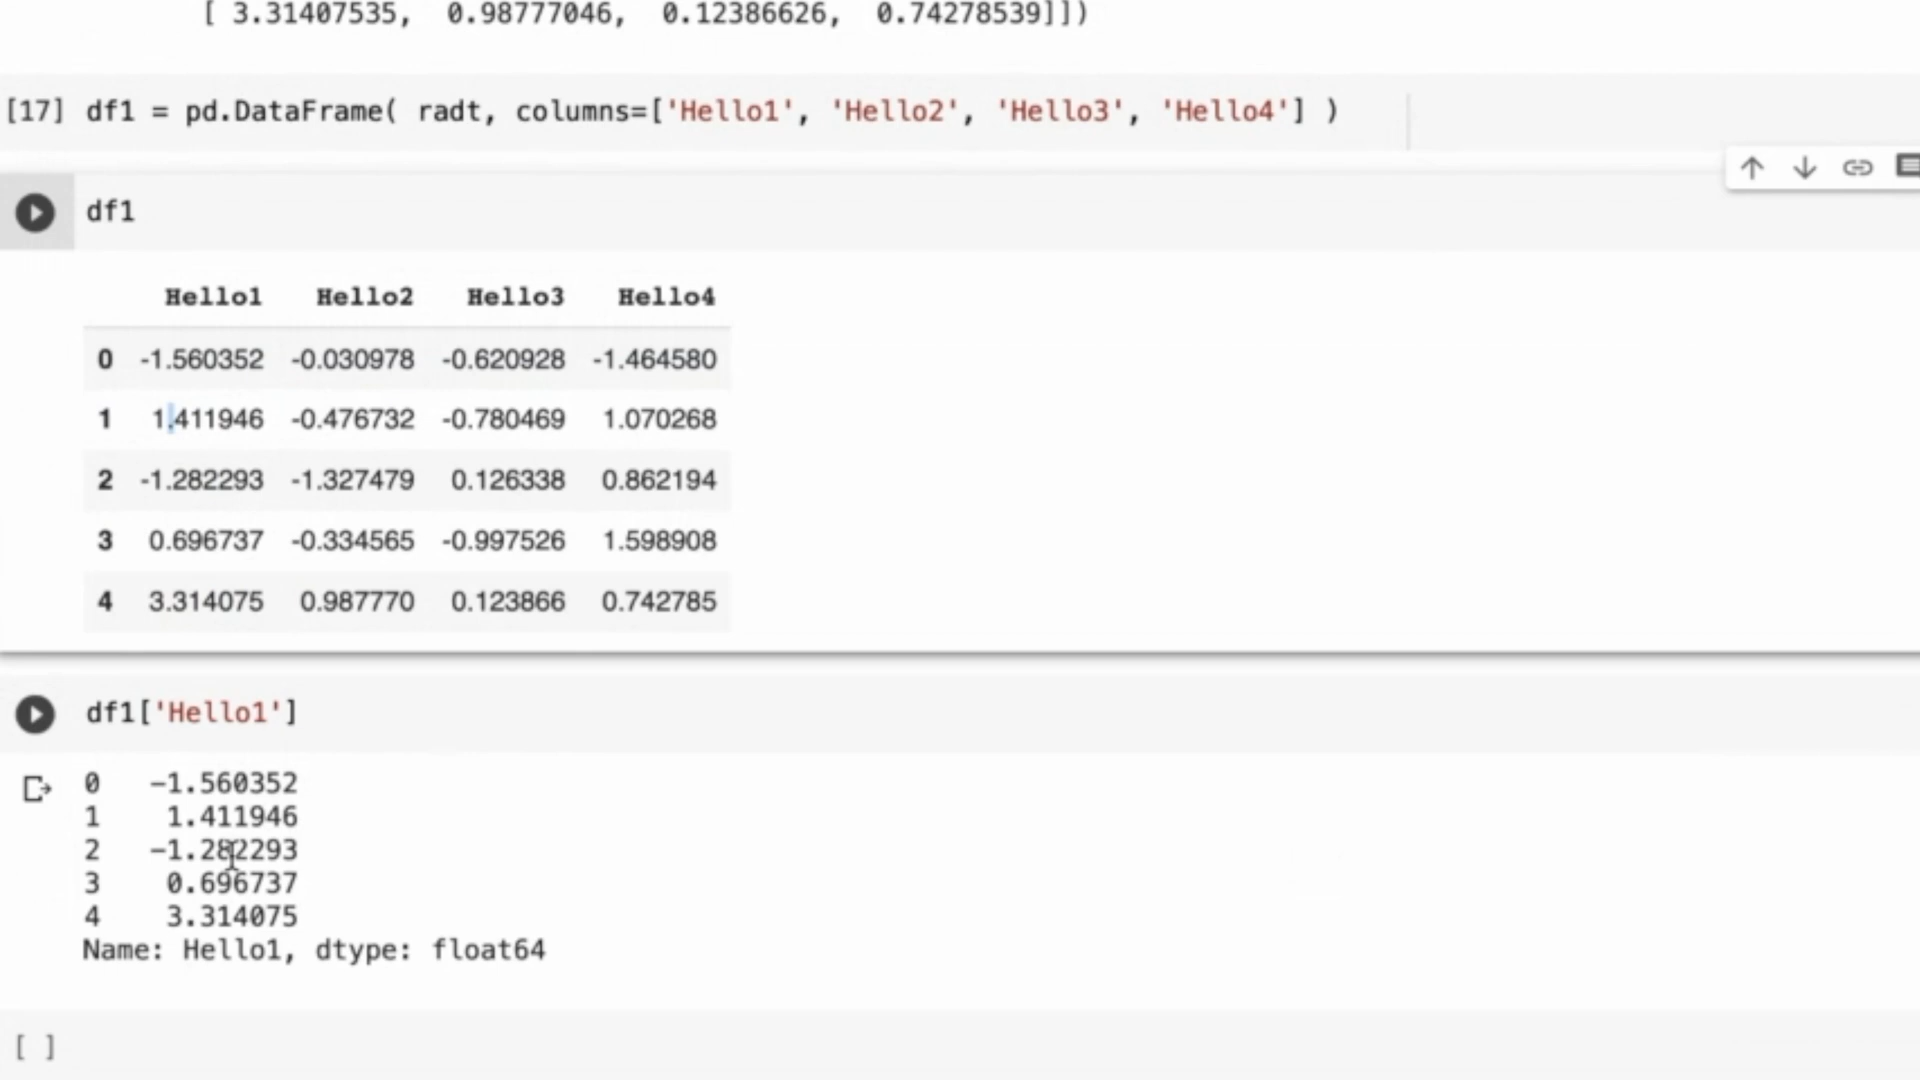 [ 3.31407535, 0.98777046, 0.12386626, 0.74278539]])
[17] df1 = pd.DataFrame( radt, columns=['Hello1', 'Hello2', 'Hello3', 'Hello4'] )
df1
Hello1 Hello2 Hello3 Hello4
0 -1.560352 -0.030978 -0.620928 -1.464580
1 1.411946 -0.476732 -0.780469 1.070268
2 -1.282293 -1.327479 0.126338 0.862194
3 0.696737 -0.334565 -0.997526 1.598908
4 3.314075 0.987770 0.123866 0.742785
df1['Hello1']
0 -1.560352
1 1.411946
2 -1.282293
3 0.696737
4 3.314075
Name: Hello1, dtype: float64
[ ]